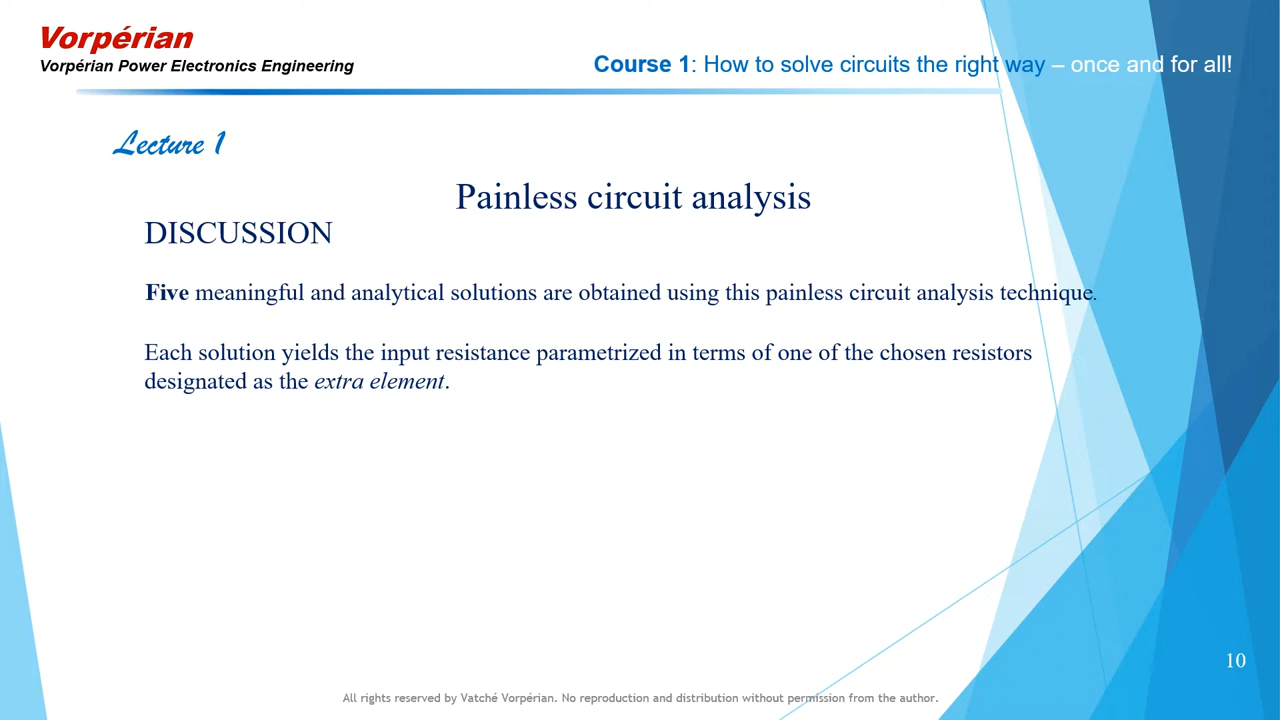 Vorpérian
Vorpérian Power Electronics Engineering
Course 1: How to solve circuits the right way – once and for all!
Lecture 1
Painless circuit analysis
DISCUSSION
Five meaningful and analytical solutions are obtained using this painless circuit analysis technique.
Each solution yields the input resistance parametrized in terms of one of the chosen resistors
designated as the extra element.
10
All rights reserved by Vatché Vorpérian. No reproduction and distribution without permission from the author.